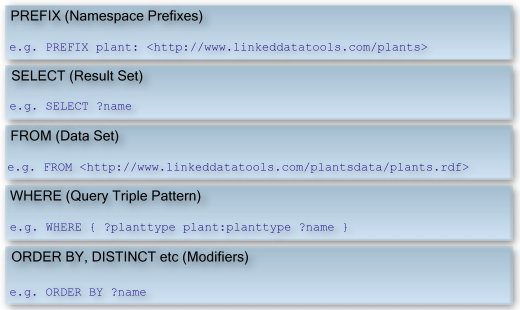 PREFIX (Namespace Prefixes)
e.g. PREFIX plant: <http://www.linkeddatatools.com/plants>
SELECT (Result Set)
e.g. SELECT ?name
FROM (Data Set)
e.g. FROM <http://www.linkeddatatools.com/plantsdata/plants.rdf>
WHERE (Query Triple Pattern)
e.g. WHERE { ?planttype plant:planttype ?name }
ORDER BY, DISTINCT etc (Modifiers)
e.g. ORDER BY ?name